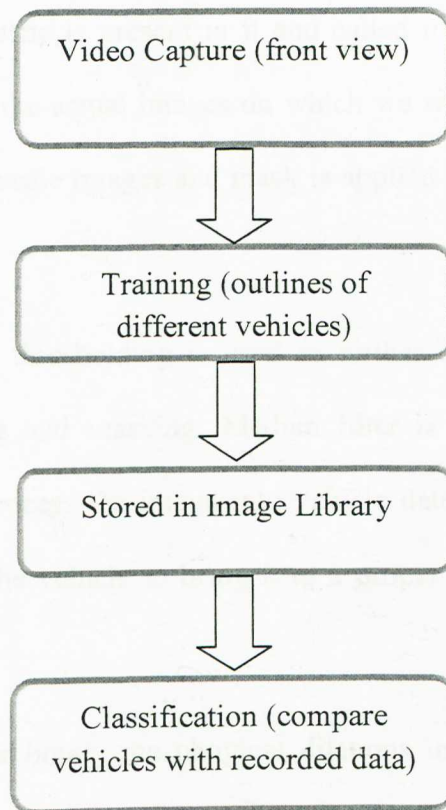 Video Capture (front view)
Training (outlines of
different vehicles)
Stored in Image Library
Classification (compare
vehicles with recorded data)